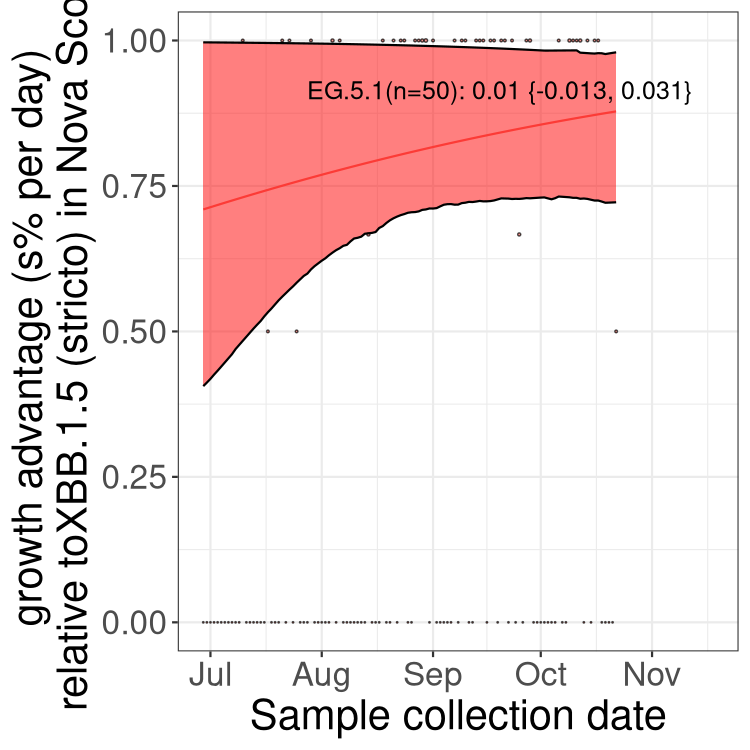 growth advantage (s% per day)
relative toXBB.1.5 (stricto) in Nova Sco
1.00
0.75
0.50
0.25
0.00
EG.5.1(n=50): 0.01 {-0.013, 0.031}
Jul Aug Sep Oct Nov
Sample collection date